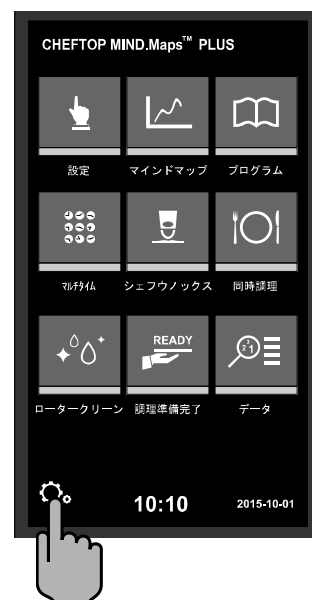 CHEFTOP MIND.Maps™ PLUS
設定 マインドマップ プログラム
マルチタイム シェフウノックス 同時調理
READY
ロータークリーン 調理準備完了 データ
10:10 2015-10-01